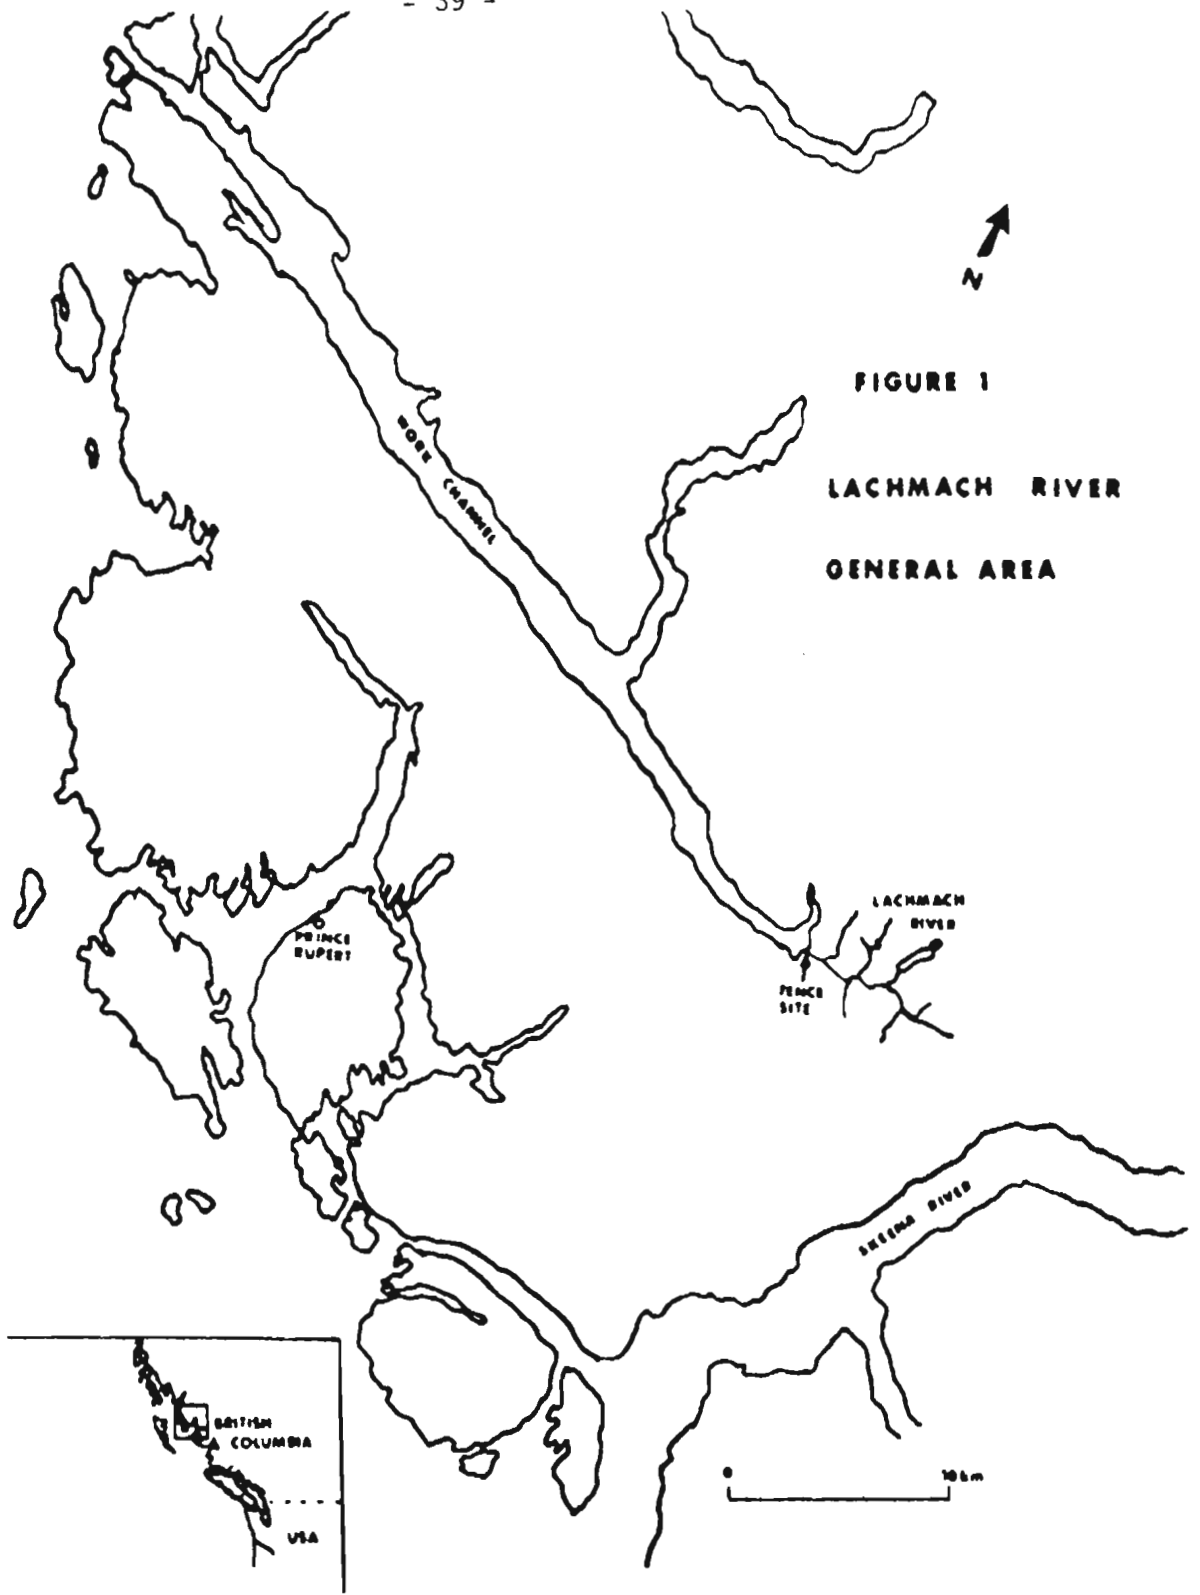 - 39 -
N
FIGURE 1
LACHMACH RIVER
GENERAL AREA
WORK CHANNEL
LACHMACH
RIVER
PRINCE
RUPERT
FENCE
SITE
SKEENA RIVER
BRITISH
COLUMBIA
USA
0 10 km